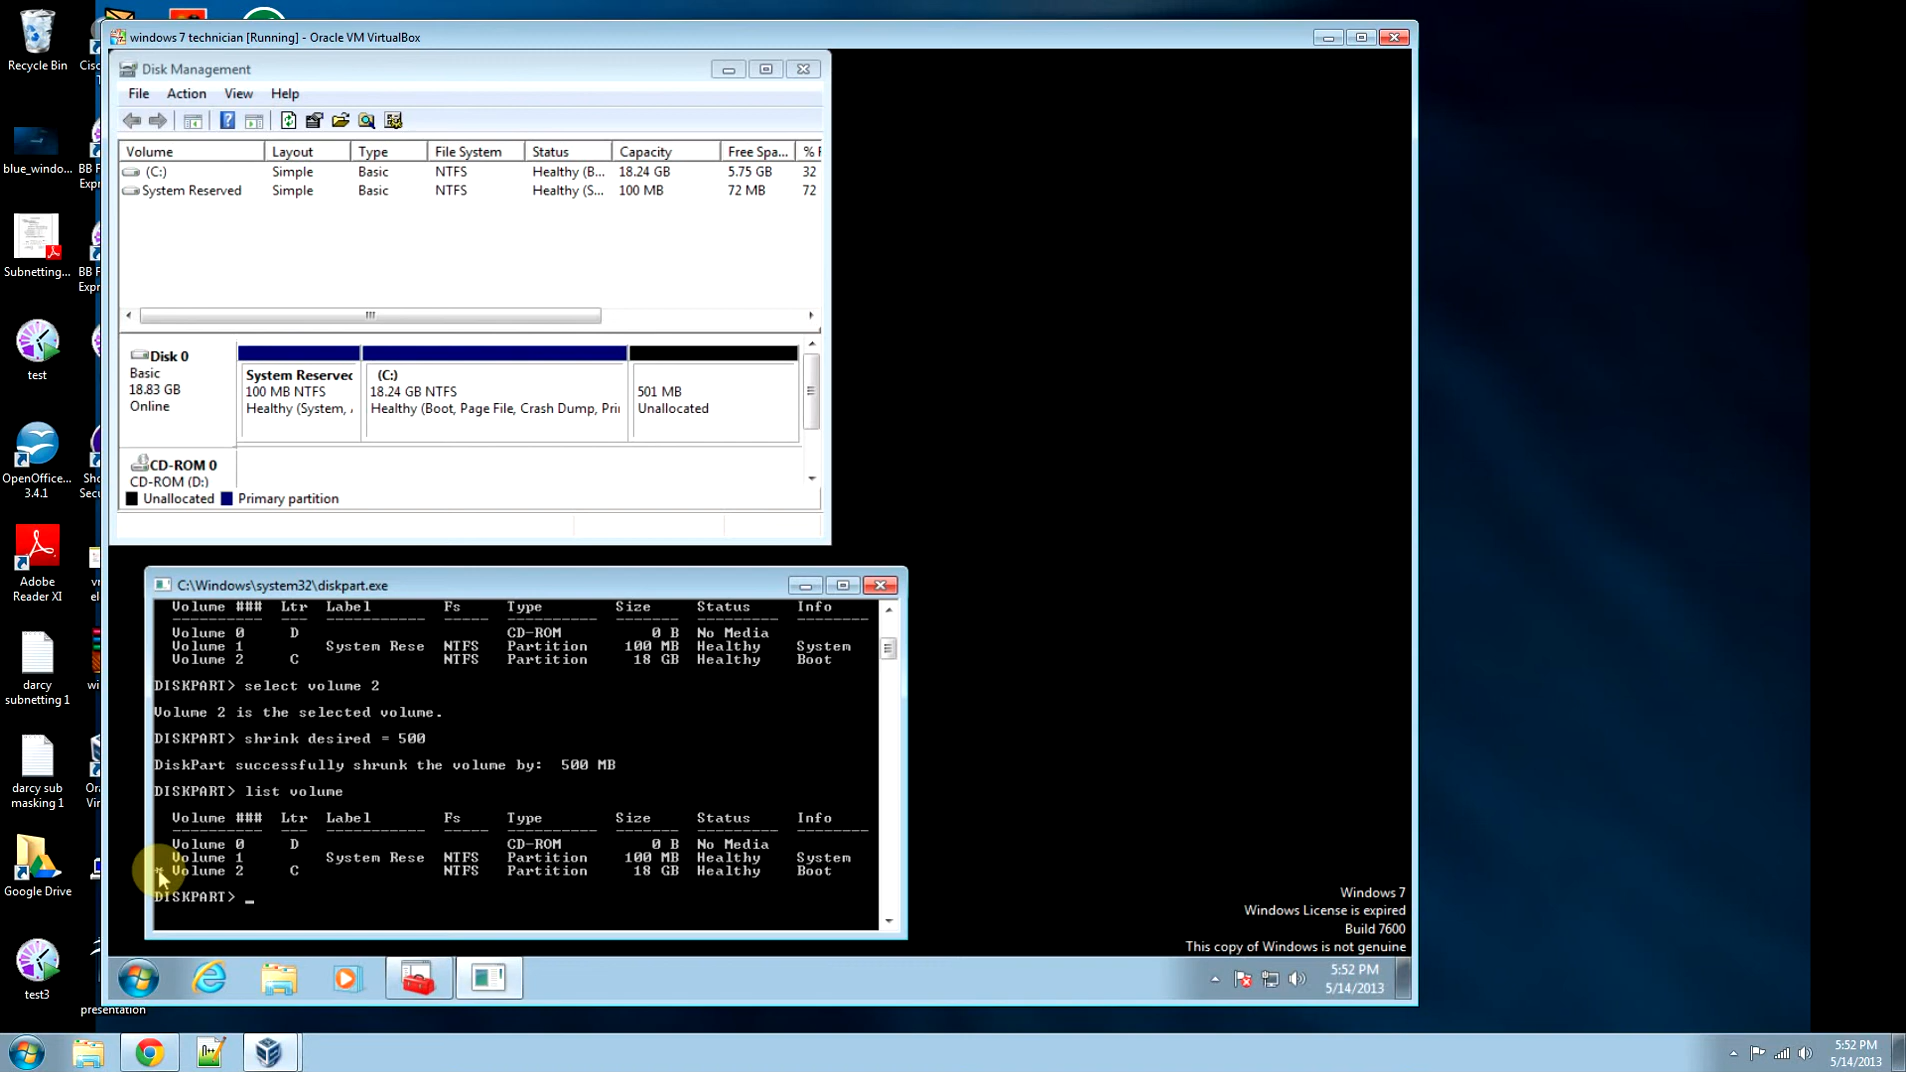 windows 7 technician [Running] - Oracle VM VirtualBox
Disk Management
File Action View Help
Volume Layout Type File System Status Capacity Free Spa... % F
(C:) Simple Basic NTFS Healthy (B... 18.24 GB 5.75 GB 32
System Reserved Simple Basic NTFS Healthy (S... 100 MB 72 MB 72
Disk 0
Basic
18.83 GB
Online
System Reserved
100 MB NTFS
Healthy (System, 
(C:)
18.24 GB NTFS
Healthy (Boot, Page File, Crash Dump, Pri
501 MB
Unallocated
CD-ROM 0
CD-ROM (D:)
Unallocated Primary partition
C:\Windows\system32\diskpart.exe
Volume ### Ltr Label Fs Type Size Status Info
---------- --- ----------- ----- ---------- ------- --------- --------
Volume 0 D CD-ROM 0 B No Media
Volume 1 System Rese NTFS Partition 100 MB Healthy System
Volume 2 C NTFS Partition 18 GB Healthy Boot
DISKPART> select volume 2
Volume 2 is the selected volume.
DISKPART> shrink desired = 500
DiskPart successfully shrunk the volume by: 500 MB
DISKPART> list volume
Volume ### Ltr Label Fs Type Size Status Info
---------- --- ----------- ----- ---------- ------- --------- --------
Volume 0 D CD-ROM 0 B No Media
Volume 1 System Rese NTFS Partition 100 MB Healthy System
* Volume 2 C NTFS Partition 18 GB Healthy Boot
DISKPART> _
Windows 7
Windows License is expired
Build 7600
This copy of Windows is not genuine
5:52 PM
5/14/2013
Recycle Bin
blue_windo...
Subnetting...
test
OpenOffice...
3.4.1
Adobe
Reader XI
darcy
subnetting 1
darcy sub
masking 1
Google Drive
test3
presentation
5:52 PM
5/14/2013